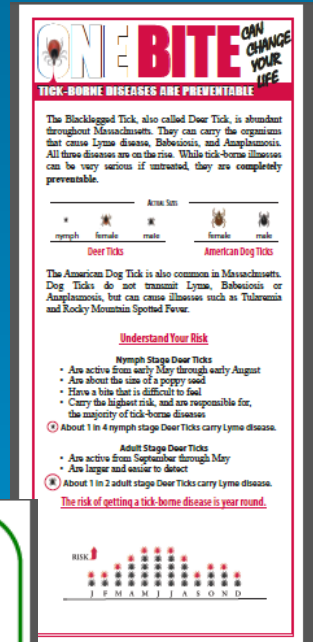 ONE BITE CAN CHANGE YOUR LIFE
TICK-BORNE DISEASES ARE PREVENTABLE
The Blacklegged Tick, also called Deer Tick, is abundant
throughout Massachusetts. They can carry the organisms
that cause Lyme disease, Babesiosis, and Anaplasmosis.
All three diseases are on the rise. While tick-borne illnesses
can be very serious if untreated, they are completely
preventable.
ACTUAL SIZES
nymph female male female male
Deer Ticks American Dog Ticks
The American Dog Tick is also common in Massachusetts.
Dog Ticks do not transmit Lyme, Babesiosis or
Anaplasmosis, but can cause illnesses such as Tularemia
and Rocky Mountain Spotted Fever.
Understand Your Risk
Nymph Stage Deer Ticks
• Are active from early May through early August
• Are about the size of a poppy seed
• Have a bite that is difficult to feel
• Carry the highest risk, and are responsible for,
the majority of tick-borne diseases
About 1 in 4 nymph stage Deer Ticks carry Lyme disease.
Adult Stage Deer Ticks
• Are active from September through May
• Are larger and easier to detect
About 1 in 2 adult stage Deer Ticks carry Lyme disease.
The risk of getting a tick-borne disease is year round.
RISK
J F M A M J J A S O N D